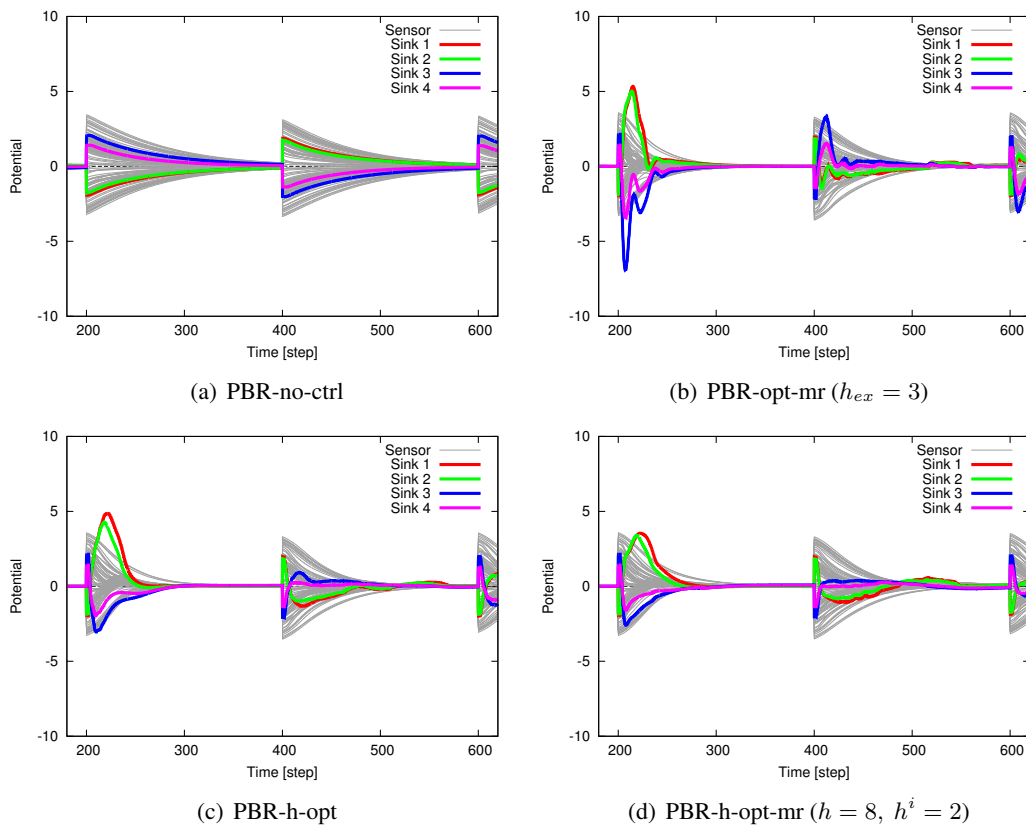 10
5
0
-5
-10
Potential
200
300
400
500
600
Time [step]
Sensor
Sink 1
Sink 2
Sink 3
Sink 4
(a) PBR-no-ctrl
10
5
0
-5
-10
Potential
200
300
400
500
600
Time [step]
Sensor
Sink 1
Sink 2
Sink 3
Sink 4
(b) PBR-opt-mr (h_ex = 3)
10
5
0
-5
-10
Potential
200
300
400
500
600
Time [step]
Sensor
Sink 1
Sink 2
Sink 3
Sink 4
(c) PBR-h-opt
10
5
0
-5
-10
Potential
200
300
400
500
600
Time [step]
Sensor
Sink 1
Sink 2
Sink 3
Sink 4
(d) PBR-h-opt-mr (h = 8, h^i = 2)